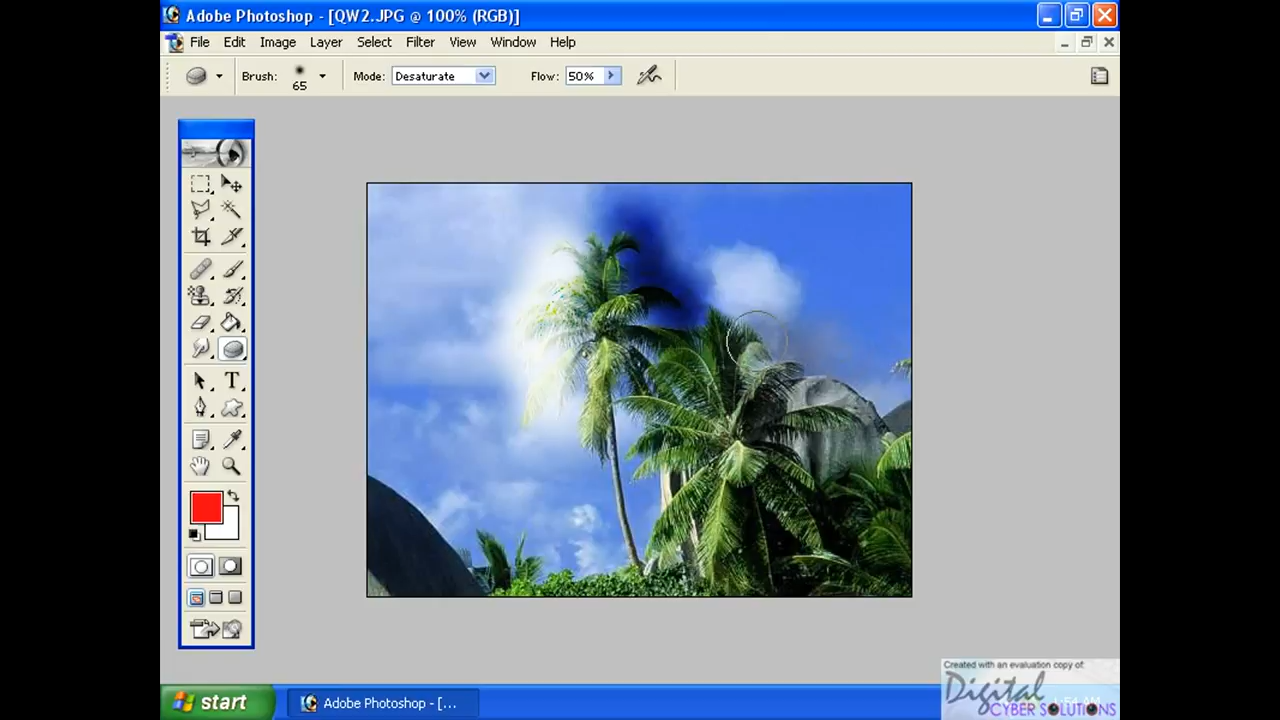 Adobe Photoshop - [QW2.JPG @ 100% (RGB)]
File Edit Image Layer Select Filter View Window Help
Brush: 65 Mode: Desaturate Flow: 50%
T
start Adobe Photoshop - [...
Created with an evaluation copy of:
Digital
CYBER SOLUTIONS